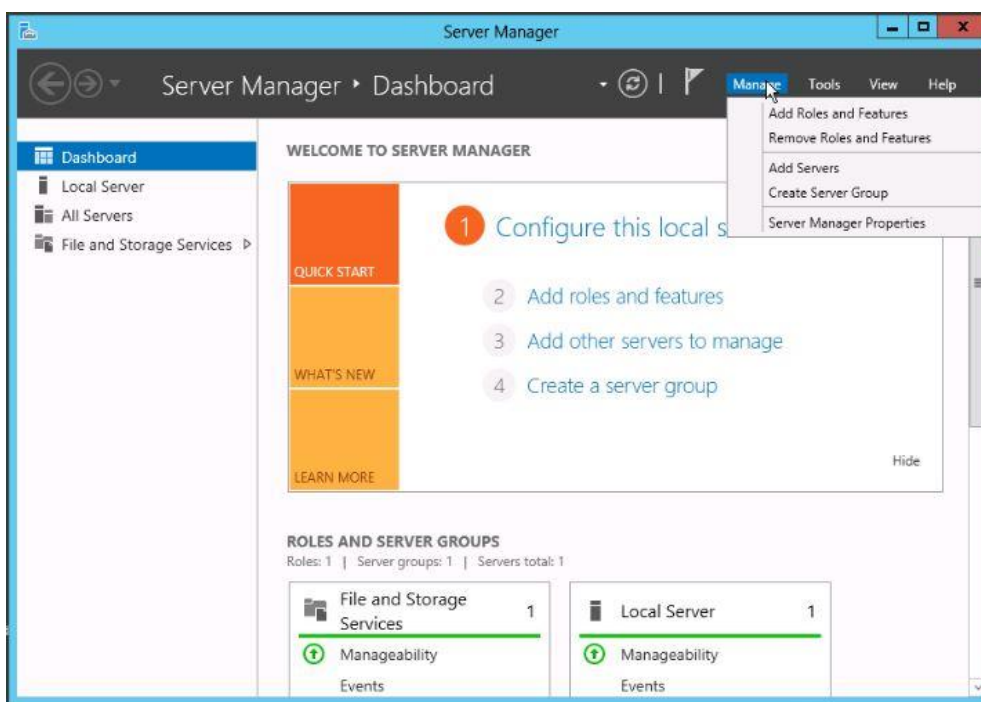 Server Manager
Server Manager • Dashboard
Manage Tools View Help
Add Roles and Features
Remove Roles and Features
Add Servers
Create Server Group
Server Manager Properties
Dashboard
Local Server
All Servers
File and Storage Services
WELCOME TO SERVER MANAGER
QUICK START
WHAT'S NEW
LEARN MORE
1 Configure this local s
2 Add roles and features
3 Add other servers to manage
4 Create a server group
Hide
ROLES AND SERVER GROUPS
Roles: 1 | Server groups: 1 | Servers total: 1
File and Storage
Services 1
Manageability
Events
Local Server 1
Manageability
Events